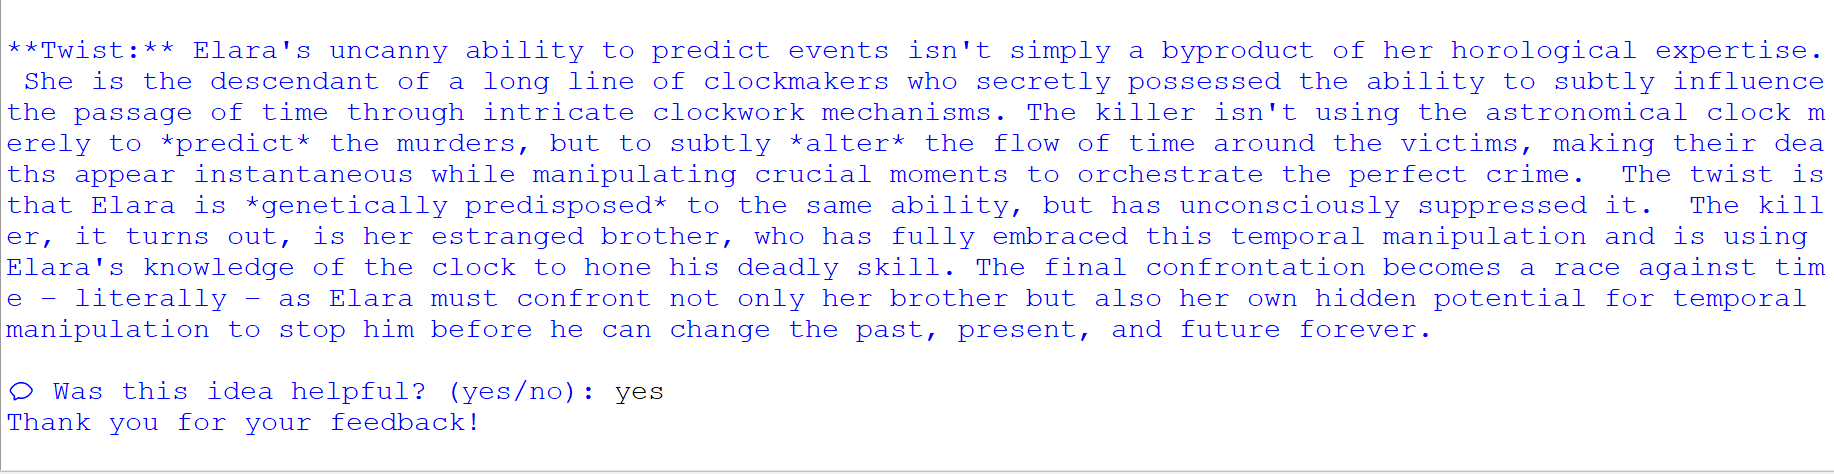 **Twist:** Elara's uncanny ability to predict events isn't simply a byproduct of her horological expertise.
 She is the descendant of a long line of clockmakers who secretly possessed the ability to subtly influence
the passage of time through intricate clockwork mechanisms. The killer isn't using the astronomical clock m
erely to *predict* the murders, but to subtly *alter* the flow of time around the victims, making their dea
ths appear instantaneous while manipulating crucial moments to orchestrate the perfect crime.  The twist is
that Elara is *genetically predisposed* to the same ability, but has unconsciously suppressed it.  The kill
er, it turns out, is her estranged brother, who has fully embraced this temporal manipulation and is using
Elara's knowledge of the clock to hone his deadly skill. The final confrontation becomes a race against tim
e – literally – as Elara must confront not only her brother but also her own hidden potential for temporal
manipulation to stop him before he can change the past, present, and future forever.
💬 Was this idea helpful? (yes/no): yes
Thank you for your feedback!